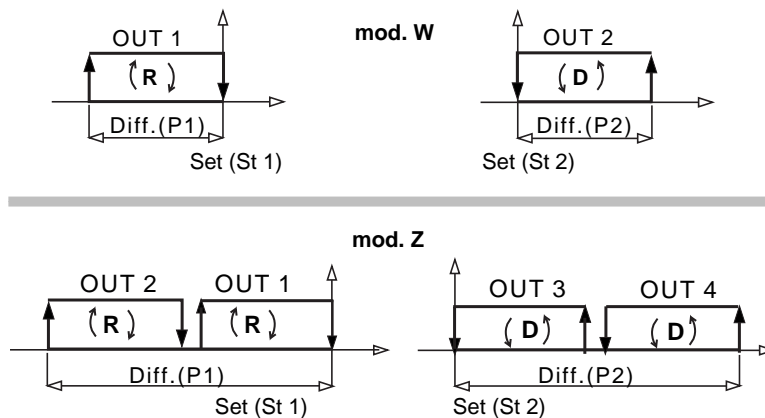 mod. W
OUT 1
R
Diff.(P1)
Set (St 1)
OUT 2
D
Diff.(P2)
Set (St 2)
mod. Z
OUT 2
OUT 1
R
R
Diff.(P1)
Set (St 1)
OUT 3
OUT 4
D
D
Diff.(P2)
Set (St 2)